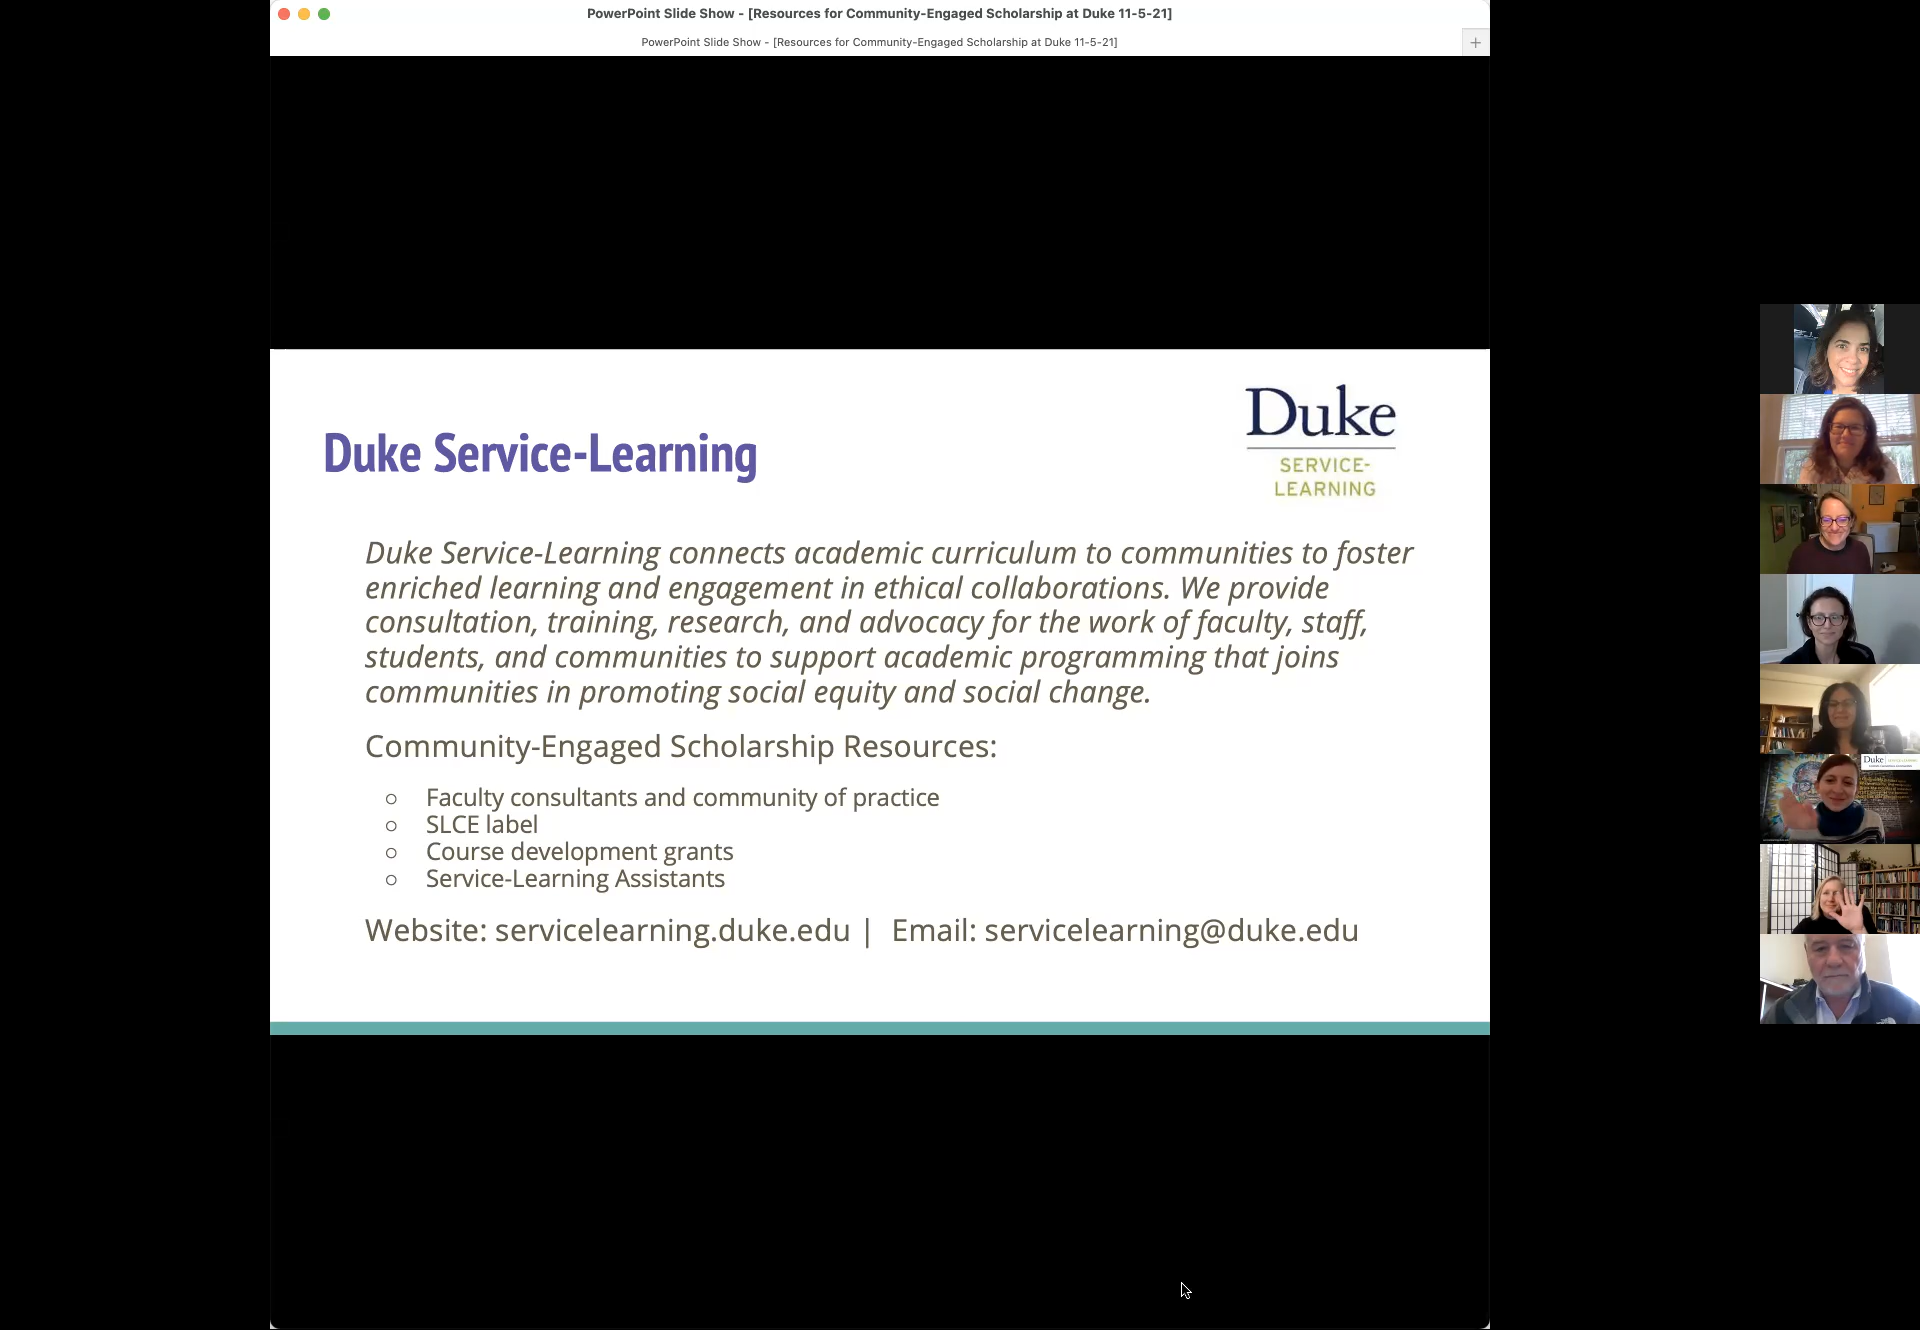 PowerPoint Slide Show - [Resources for Community-Engaged Scholarship at Duke 11-5-21]
PowerPoint Slide Show - [Resources for Community-Engaged Scholarship at Duke 11-5-21]
Duke
SERVICE-
LEARNING
Duke Service-Learning
Duke Service-Learning connects academic curriculum to communities to foster
enriched learning and engagement in ethical collaborations. We provide
consultation, training, research, and advocacy for the work of faculty, staff,
students, and communities to support academic programming that joins
communities in promoting social equity and social change.
Community-Engaged Scholarship Resources:
○ Faculty consultants and community of practice
○ SLCE label
○ Course development grants
○ Service-Learning Assistants
Website: servicelearning.duke.edu | Email: servicelearning@duke.edu
Duke